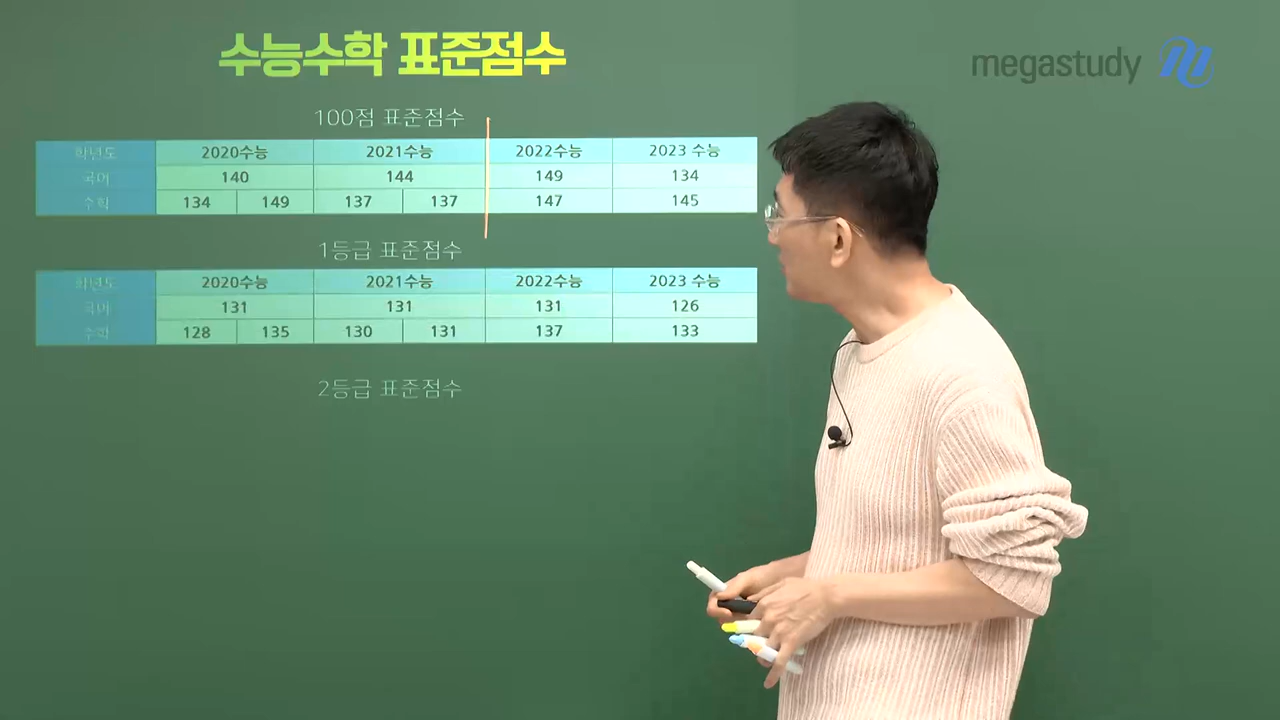 수능수학 표준점수
megastudy
100점 표준점수
학년도 2020수능 2021수능 2022수능 2023 수능
국어 140 144 149 134
수학 134 149 137 137 147 145
1등급 표준점수
학년도 2020수능 2021수능 2022수능 2023 수능
국어 131 131 131 126
수학 128 135 130 131 137 133
2등급 표준점수